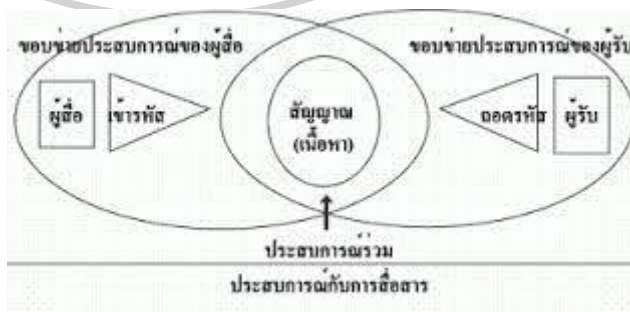 ขอบข่ายประสบการณ์ของผู้สื่อ
ขอบข่ายประสบการณ์ของผู้รับ
ผู้สื่อ
เข้ารหัส
สัญญาณ
(เนื้อหา)
ถอดรหัส
ผู้รับ
ประสบการณ์ร่วม
ประสบการณ์กับการสื่อสาร